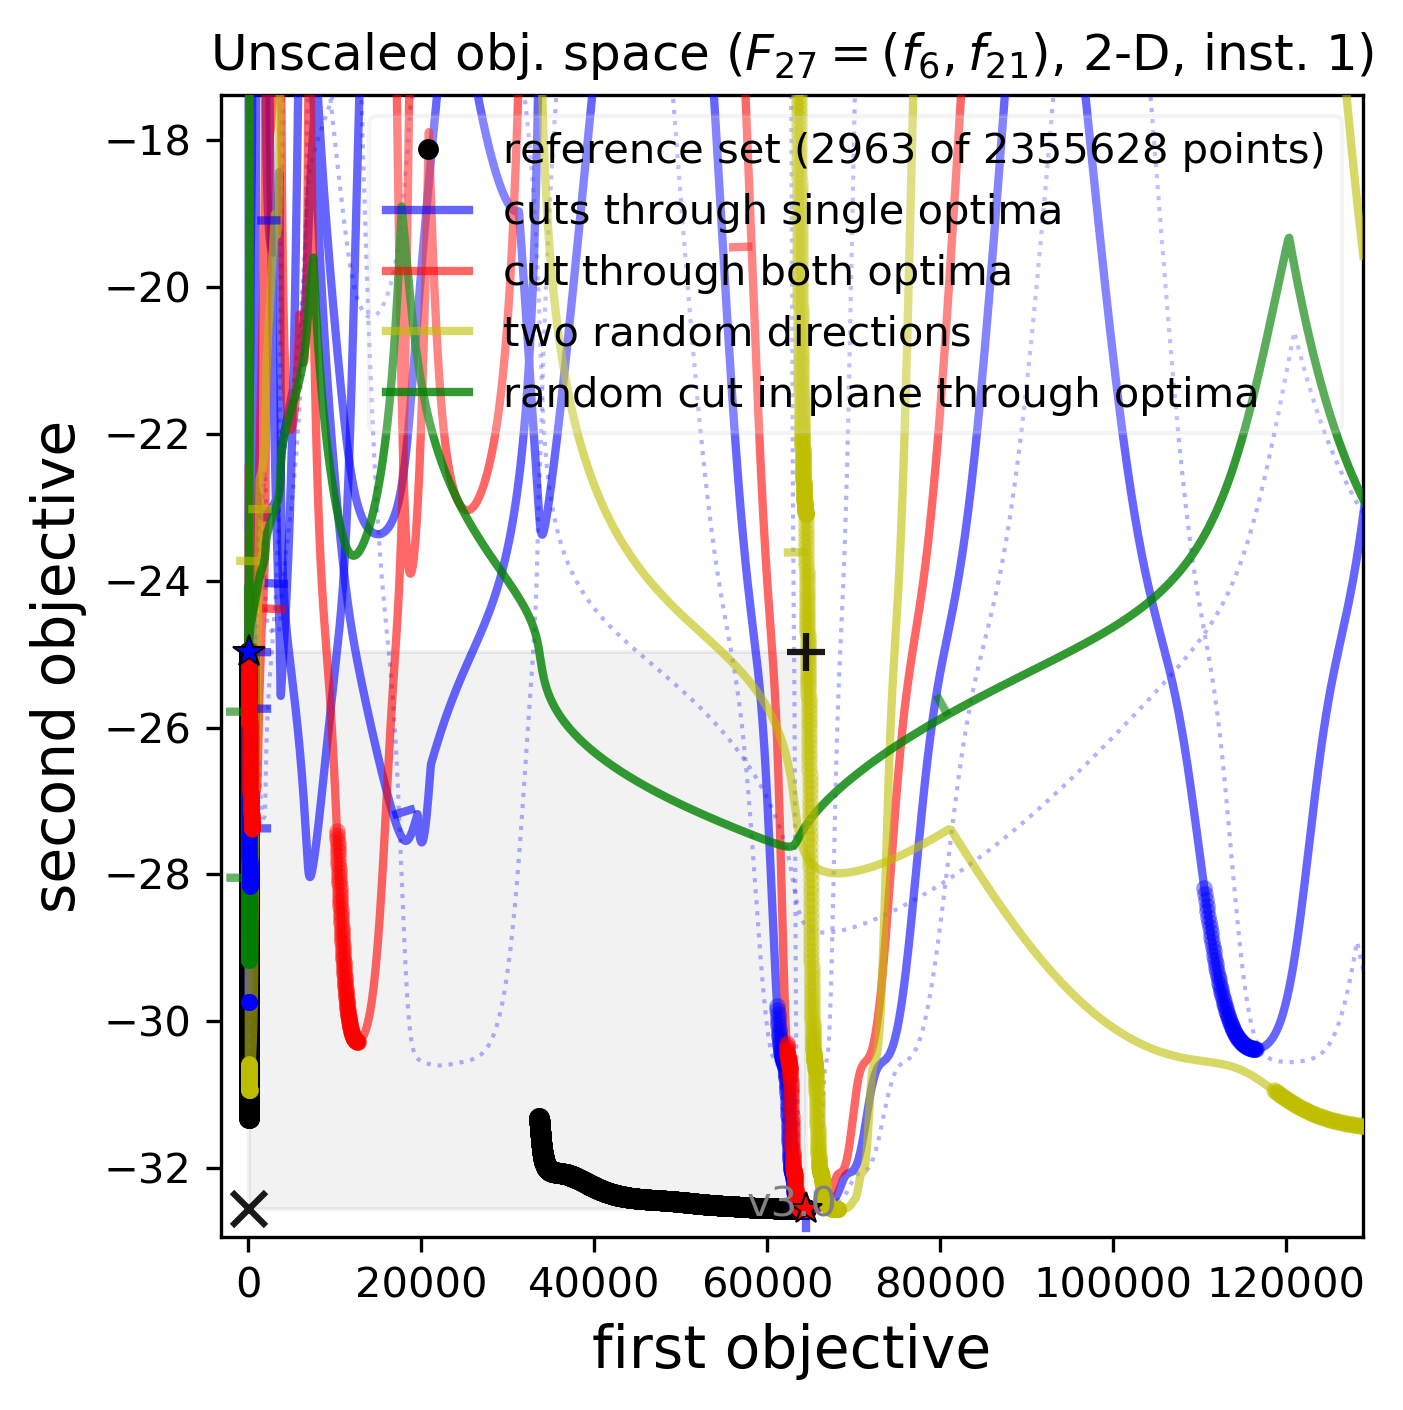 Unscaled obj. space (F27 = (f6, f21), 2-D, inst. 1)
reference set (2963 of 2355628 points)
cuts through single optima
cut through both optima
two random directions
random cut in plane through optima
second objective
−18
−20
−22
−24
−26
−28
−30
−32
v3.0
0 20000 40000 60000 80000 100000 120000
first objective